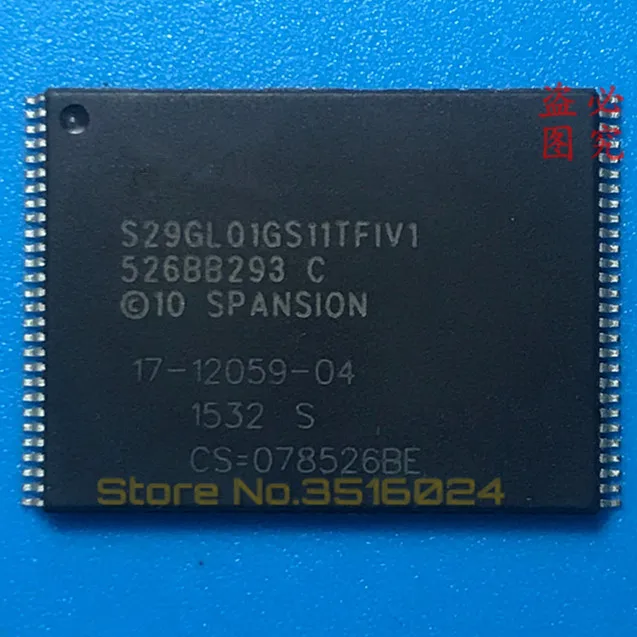 盗 必
图 究
S29GL01GS11TFIV1
526BB293 C
©10 SPANSION
17-12059-04
1532 S
CS=078526BE
Store No.3516024